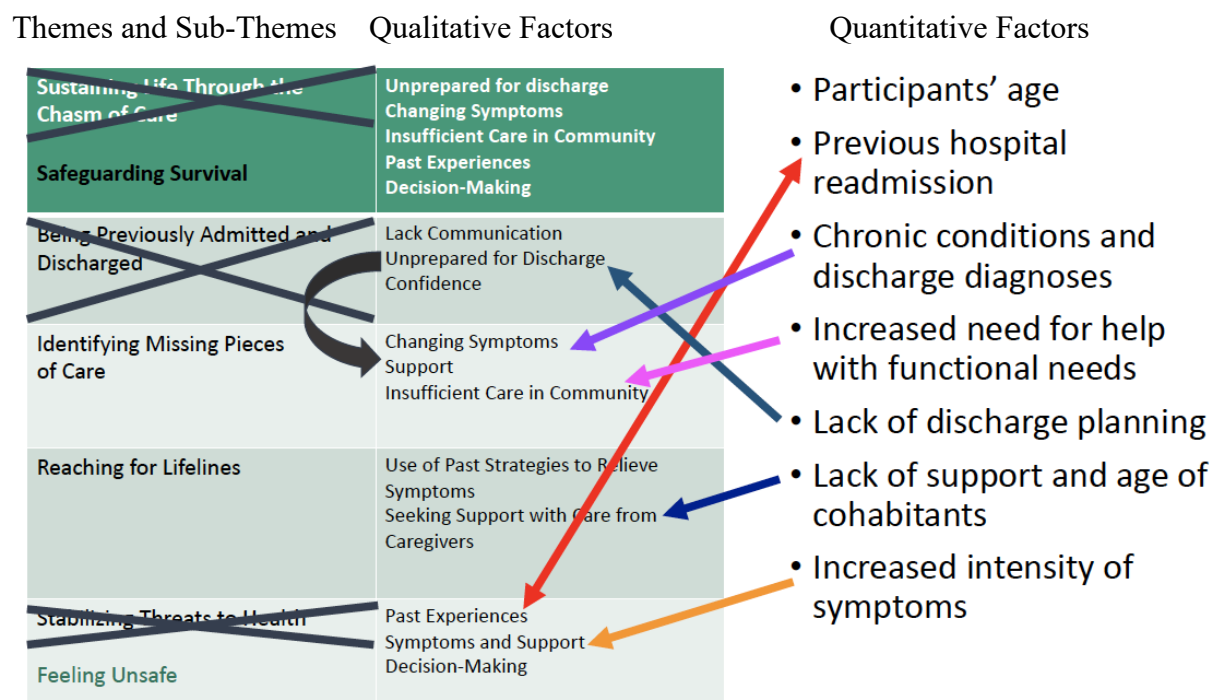 Themes and Sub-Themes
Qualitative Factors
Quantitative Factors
Sustaining Life Through the
Chasm of Care
Safeguarding Survival
Unprepared for discharge
Changing Symptoms
Insufficient Care in Community
Past Experiences
Decision-Making
Being Previously Admitted and
Discharged
Lack Communication
Unprepared for Discharge
Confidence
Identifying Missing Pieces
of Care
Changing Symptoms
Support
Insufficient Care in Community
Reaching for Lifelines
Use of Past Strategies to Relieve
Symptoms
Seeking Support with Care from
Caregivers
Stabilizing Threats to Health
Feeling Unsafe
Past Experiences
Symptoms and Support
Decision-Making
• Participants' age
• Previous hospital
readmission
• Chronic conditions and
discharge diagnoses
• Increased need for help
with functional needs
• Lack of discharge planning
• Lack of support and age of
cohabitants
• Increased intensity of
symptoms